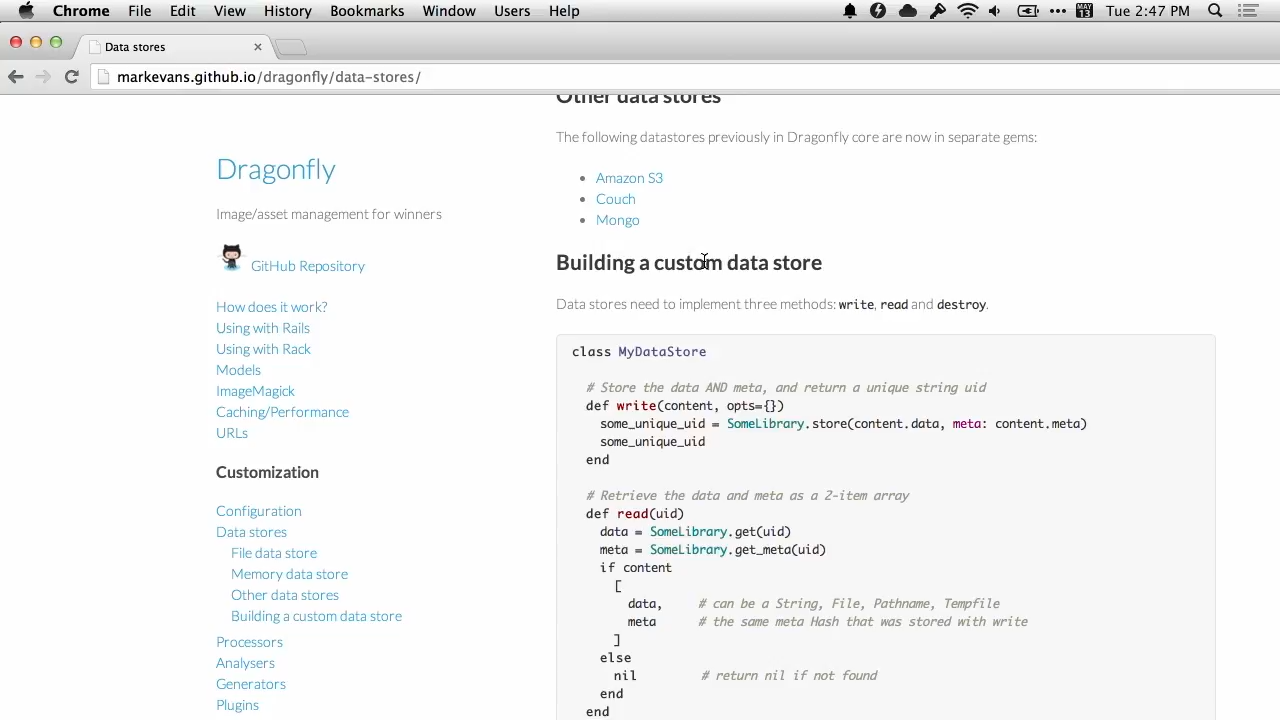 Chrome File Edit View History Bookmarks Window Users Help MAY 13 Tue 2:47 PM
Data stores
markevans.github.io/dragonfly/data-stores/
Dragonfly
Image/asset management for winners
GitHub Repository
How does it work?
Using with Rails
Using with Rack
Models
ImageMagick
Caching/Performance
URLs
Customization
Configuration
Data stores
File data store
Memory data store
Other data stores
Building a custom data store
Processors
Analysers
Generators
Plugins
Other data stores
The following datastores previously in Dragonfly core are now in separate gems:
Amazon S3
Couch
Mongo
Building a custom data store
Data stores need to implement three methods: write, read and destroy.
class MyDataStore
# Store the data AND meta, and return a unique string uid
def write(content, opts={})
some_unique_uid = SomeLibrary.store(content.data, meta: content.meta)
some_unique_uid
end
# Retrieve the data and meta as a 2-item array
def read(uid)
data = SomeLibrary.get(uid)
meta = SomeLibrary.get_meta(uid)
if content
[
data, # can be a String, File, Pathname, Tempfile
meta # the same meta Hash that was stored with write
]
else
nil # return nil if not found
end
end